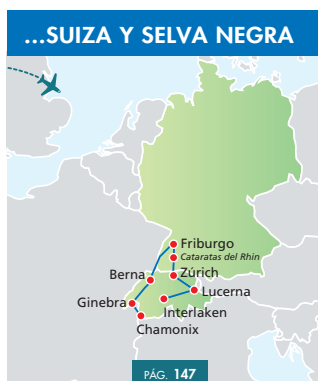 ...SUIZA Y SELVA NEGRA
Friburgo
Cataratas del Rhin
Berna
Zúrich
Ginebra
Lucerna
Interlaken
Chamonix
PÁG. 147